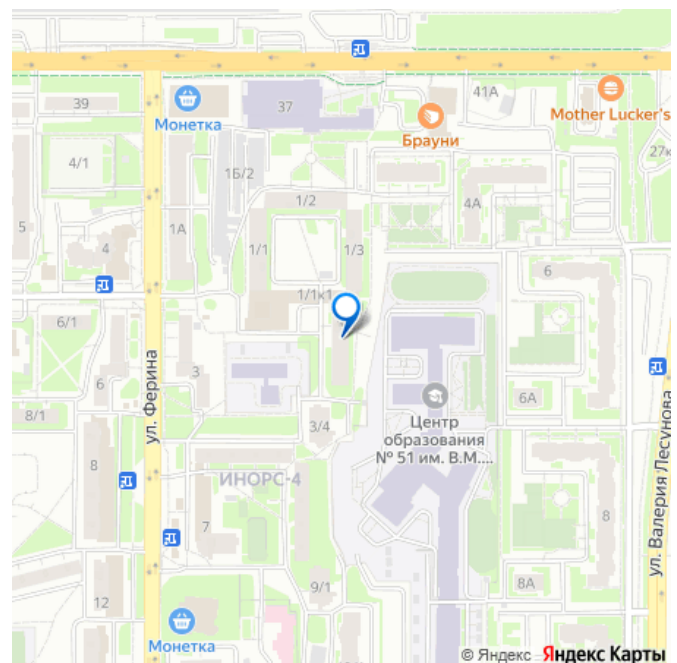 39
Монетка
37
41А
Mother Lucker's
Брауни
4/1
1Б/2
27к
1/2
4А
5
1А
1/1
1/3
4
6
1/1к1
6/1
ул. Ферина
3
6
6А
Центр
образования
№ 51 им. В.М....
8/1
3/4
ул. Валерия Лесунова
8
ИНОРС-4
7
8
9/1
8А
12
Монетка
© Яндекс Яндекс Карты